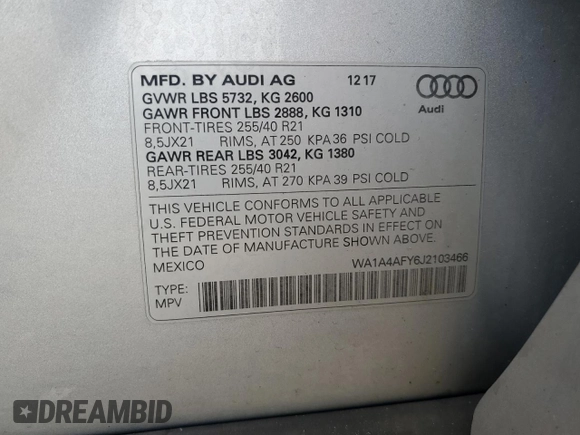 MFD. BY AUDI AG 12 17
GVWR LBS 5732, KG 2600
GAWR FRONT LBS 2888, KG 1310
FRONT-TIRES 255/40 R21
8,5JX21 RIMS, AT 250 KPA 36 PSI COLD
GAWR REAR LBS 3042, KG 1380
REAR-TIRES 255/40 R21
8,5JX21 RIMS, AT 270 KPA 39 PSI COLD
Audi
THIS VEHICLE CONFORMS TO ALL APPLICABLE
U.S. FEDERAL MOTOR VEHICLE SAFETY AND
THEFT PREVENTION STANDARDS IN EFFECT ON
THE DATE OF MANUFACTURE SHOWN ABOVE.
MEXICO WA1A4AFY6J2103466
TYPE:
MPV
DREAMBID